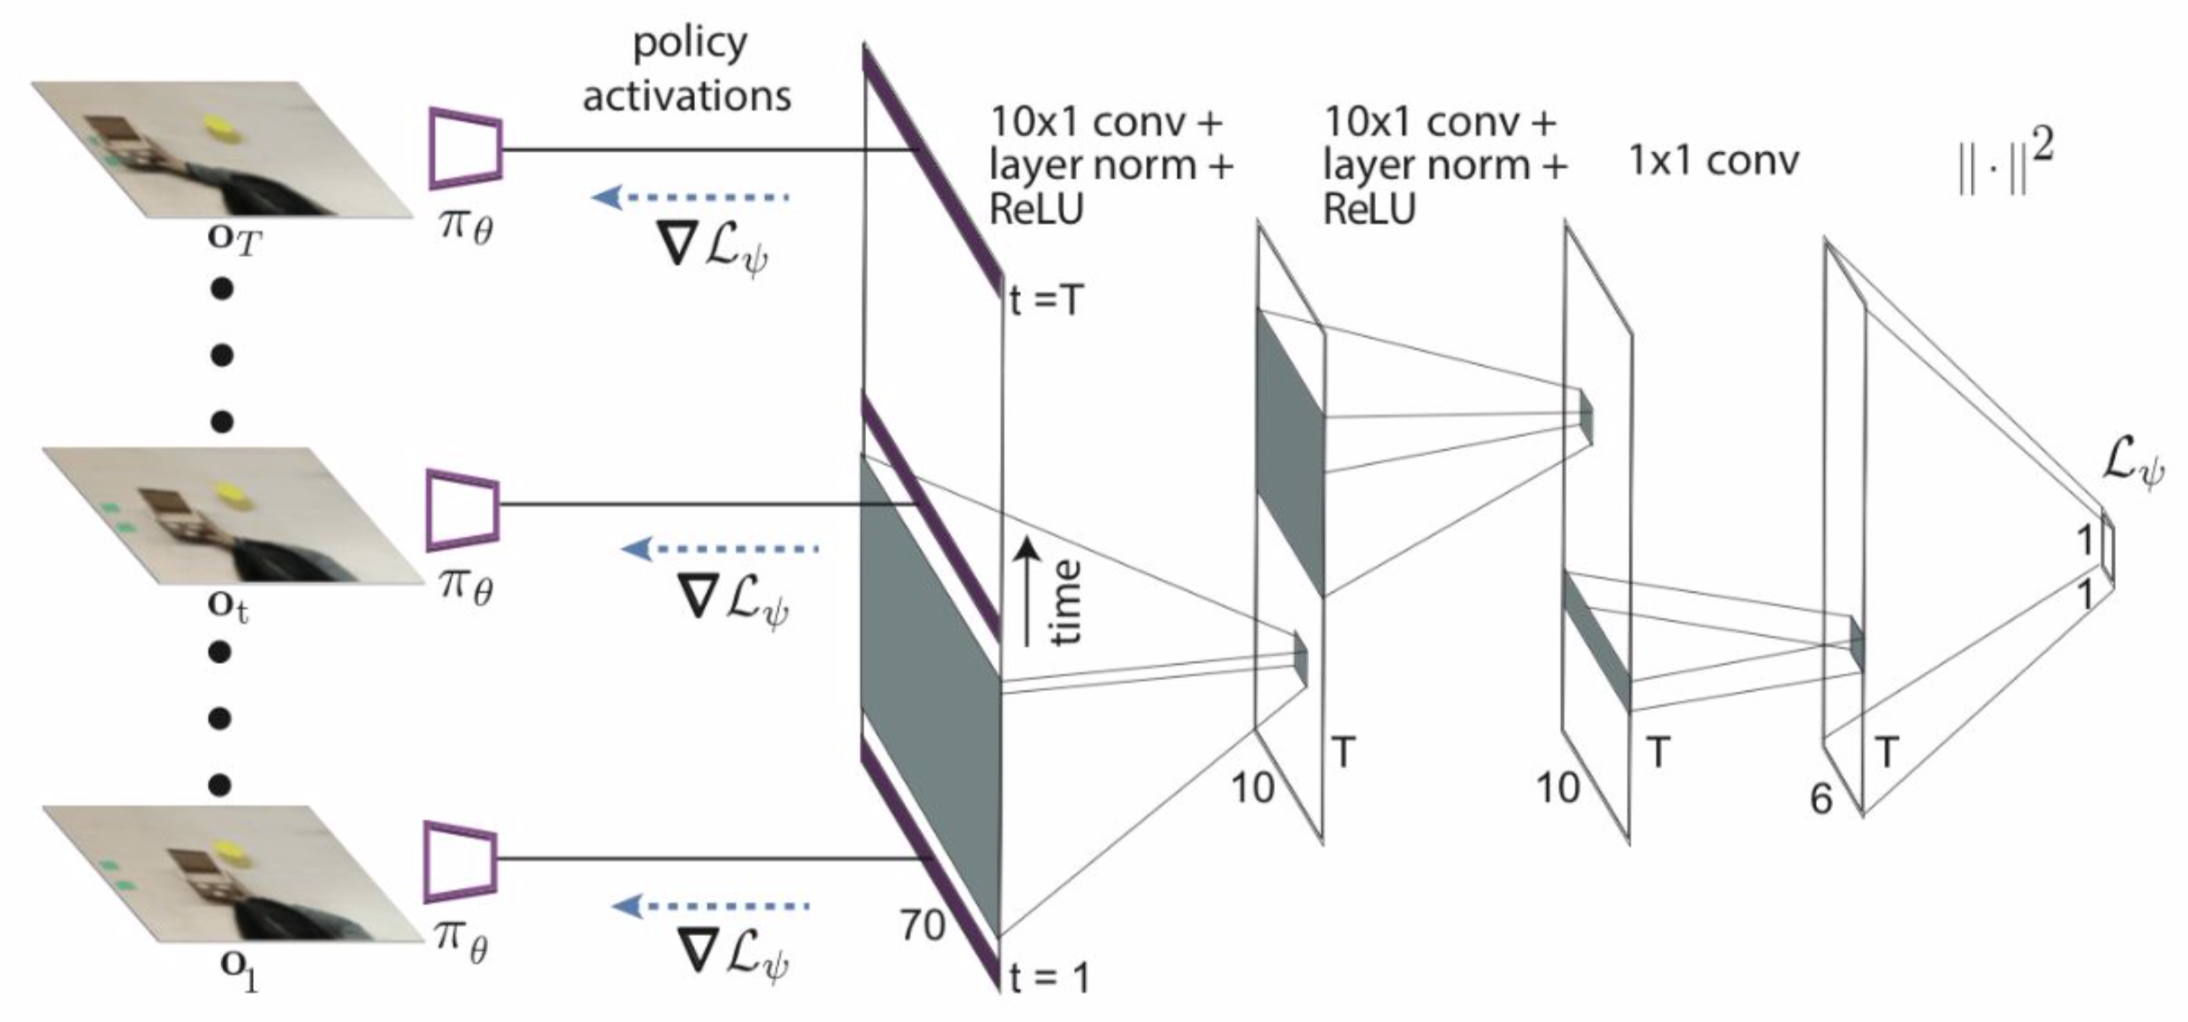 policy
activations
10x1 conv +
layer norm +
ReLU
10x1 conv +
layer norm +
ReLU
1x1 conv
|| · ||²
π_θ
∇ℒ_ψ
o_T
t =T
π_θ
∇ℒ_ψ
o_t
time
ℒ_ψ
1
1
T
10
T
10
T
6
π_θ
∇ℒ_ψ
o_1
70
t = 1